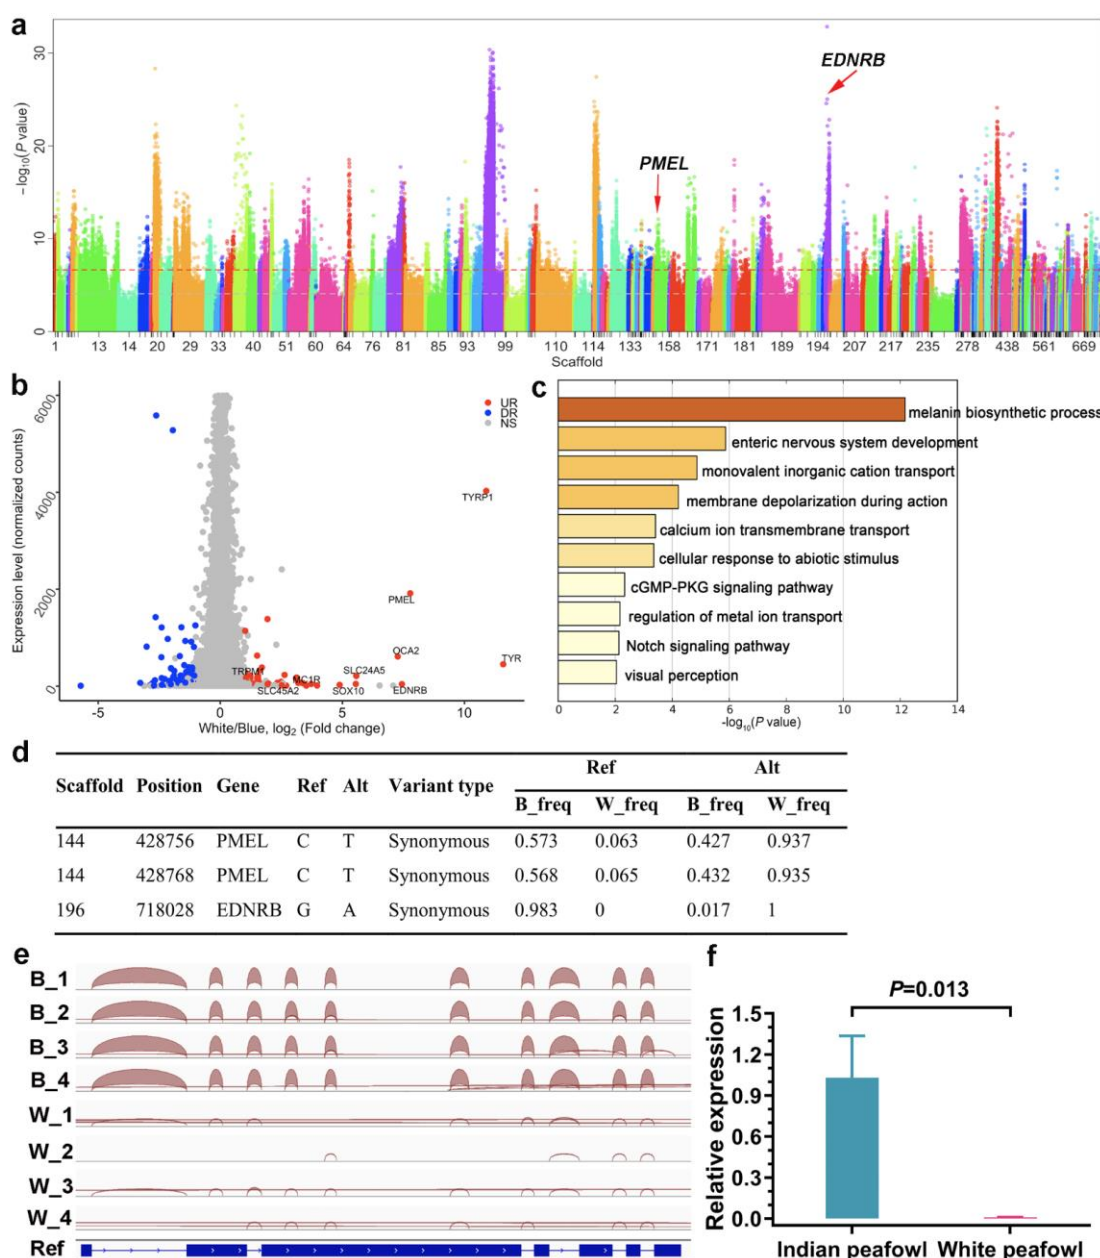 a
EDNRB
PMEL
−log10(P value)
30
20
10
0
1 13 14 20 29 33 40 51 60 64 76 81 85 93 99 110 114 133 158 171 181 189 194 207 217 235 278 438 561 669
Scaffold
b
UR
DR
NS
Expression level (normalized counts)
6000
4000
2000
0
TYRP1
PMEL
OCA2
TYR
TRPM1
SLC24A5
MC1R
SLC45A2
SOX10
EDNRB
-5 0 5 10
White/Blue, log2 (Fold change)
c
melanin biosynthetic process
enteric nervous system development
monovalent inorganic cation transport
membrane depolarization during action
calcium ion transmembrane transport
cellular response to abiotic stimulus
cGMP-PKG signaling pathway
regulation of metal ion transport
Notch signaling pathway
visual perception
0 2 4 6 8 10 12 14
-log10(P value)
d
Ref Alt
Scaffold Position Gene Ref Alt Variant type
B_freq W_freq B_freq W_freq
144 428756 PMEL C T Synonymous 0.573 0.063 0.427 0.937
144 428768 PMEL C T Synonymous 0.568 0.065 0.432 0.935
196 718028 EDNRB G A Synonymous 0.983 0 0.017 1
e
B_1
B_2
B_3
B_4
W_1
W_2
W_3
W_4
Ref
f
P=0.013
Relative expression
1.5
1.2
0.9
0.6
0.3
0.0
Indian peafowl White peafowl